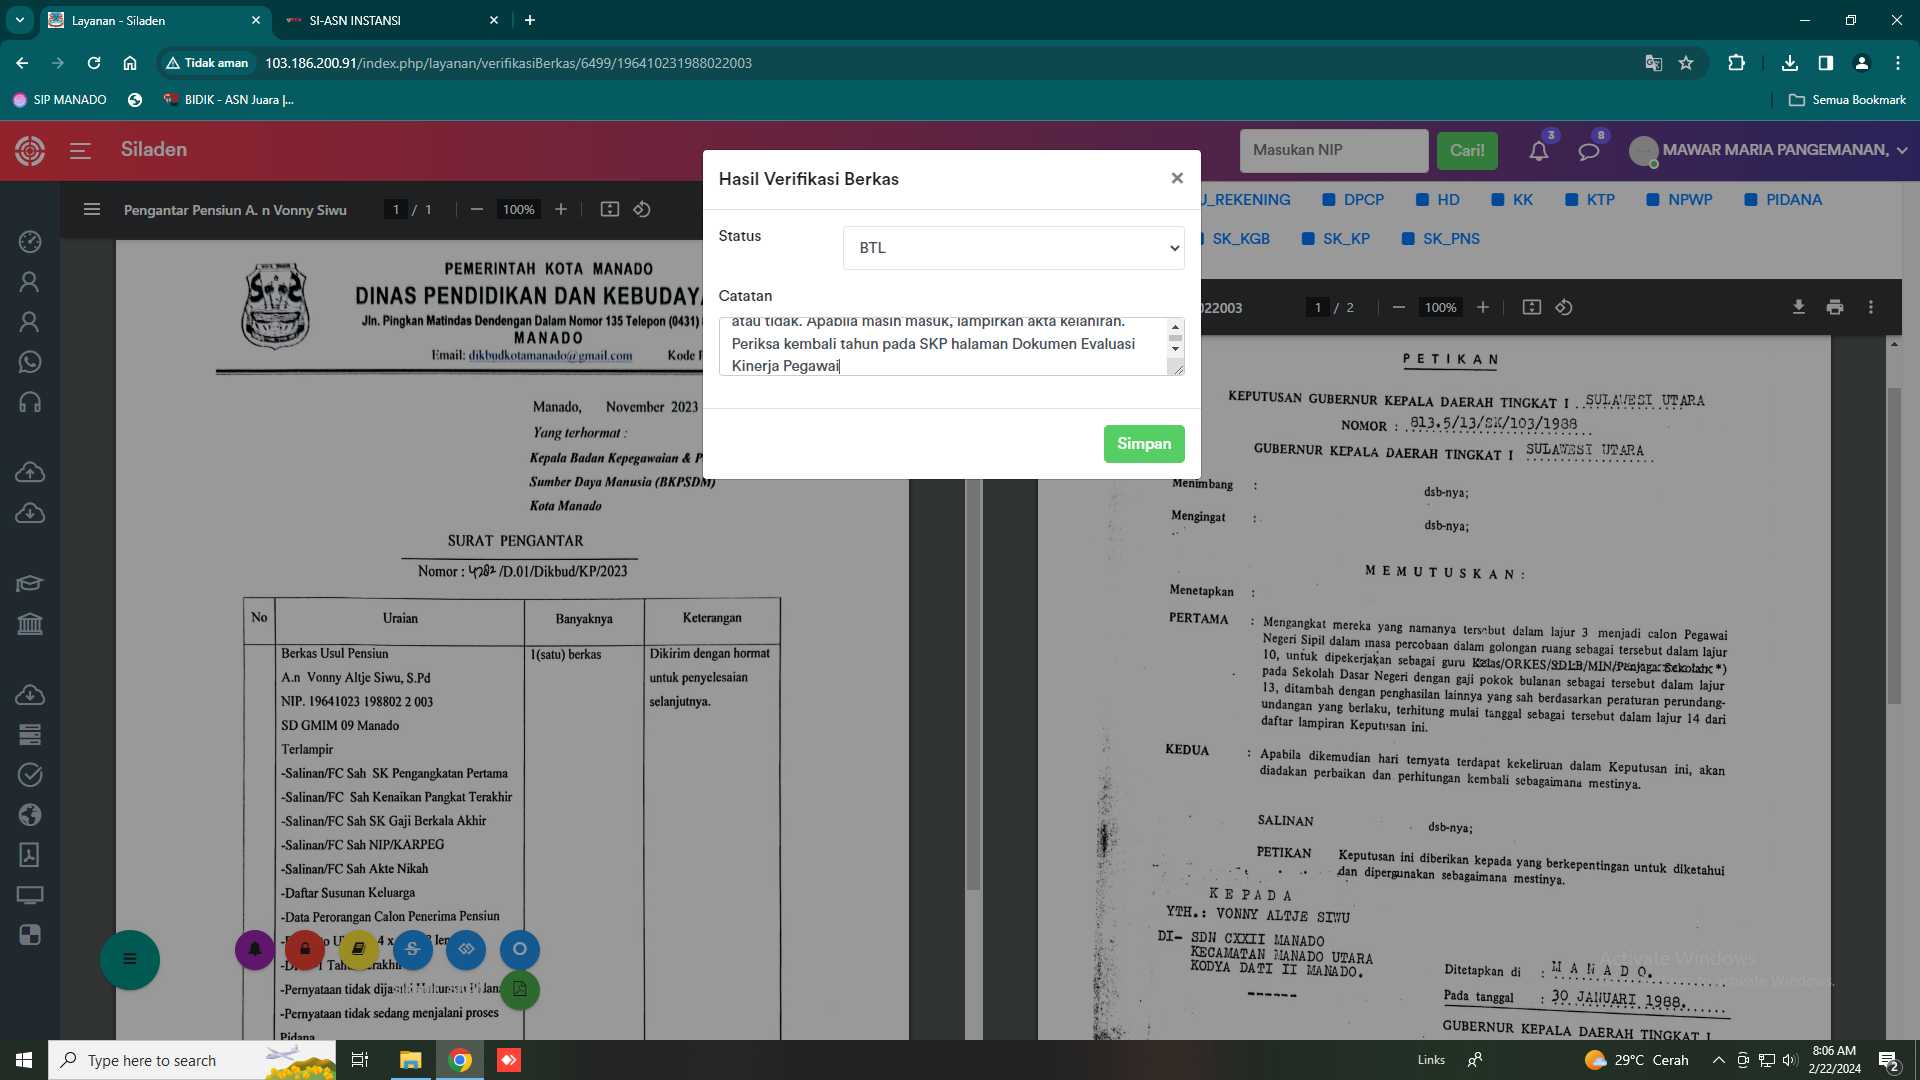 Layanan - Siladen
SI-ASN INSTANSI
Tidak aman
103.186.200.91/index.php/layanan/verifikasiBerkas/6499/196410231988022003
SIP MANADO
BIDIK - ASN Juara |...
Semua Bookmark
Siladen
Masukan NIP
Cari!
3
8
MAWAR MARIA PANGEMANAN,
Pengantar Pensiun A. n Vonny Siwu
1 / 1
100%
Hasil Verifikasi Berkas
Status
BTL
Catatan
atau tidak. Apabila masih masuk, lampirkan akta kelahiran.
Periksa kembali tahun pada SKP halaman Dokumen Evaluasi
Kinerja Pegawai
Simpan
U_REKENING
DPCP
HD
KK
KTP
NPWP
PIDANA
SK_KGB
SK_KP
SK_PNS
022003
1 / 2
100%
PEMERINTAH KOTA MANADO
DINAS PENDIDIKAN DAN KEBUDAYA
Jln. Pingkan Matindas Dendengan Dalam Nomor 135 Telepon (0431)
MANADO
Email: dikbudkotamanado@gmail.com
Manado, November 2023
Yang terhormat :
Kepala Badan Kepegawaian & P
Sumber Daya Manusia (BKPSDM)
Kota Manado
SURAT PENGANTAR
Nomor : 4282 /D.01/Dikbud/KP/2023
No
Uraian
Banyaknya
Keterangan
Berkas Usul Pensiun
A.n Vonny Altje Siwu, S.Pd
NIP. 19641023 198802 2 003
SD GMIM 09 Manado
Terlampir
-Salinan/FC Sah SK Pengangkatan Pertama
-Salinan/FC Sah Kenaikan Pangkat Terakhir
-Salinan/FC Sah SK Gaji Berkala Akhir
-Salinan/FC Sah NIP/KARPEG
-Salinan/FC Sah Akte Nikah
-Daftar Susunan Keluarga
-Data Perorangan Calon Penerima Pensiun
-Pernyataan tidak sedang menjalani proses
Pidana
1(satu) berkas
Dikirim dengan hormat
untuk penyelesaian
selanjutnya.
PETIKAN
KEPUTUSAN GUBERNUR KEPALA DAERAH TINGKAT I SULAWESI UTARA
NOMOR : 813.5/13/SK/103/1988
GUBERNUR KEPALA DAERAH TINGKAT I SULAWESI UTARA
Menimbang : dsb-nya;
Mengingat : dsb-nya;
MEMUTUSKAN :
Menetapkan :
PERTAMA : Mengangkat mereka yang namanya tersebut dalam lajur 3 menjadi calon Pegawai
Negeri Sipil dalam masa percobaan dalam golongan ruang sebagai tersebut dalam lajur
10, untuk dipekerjakan sebagai guru Kelas/ORKES/SDLB/MIN/Penjaga Sekolah *)
pada Sekolah Dasar Negeri dengan gaji pokok bulanan sebagai tersebut dalam lajur
13, ditambah dengan penghasilan lainnya yang sah berdasarkan peraturan perundang-
undangan yang berlaku, terhitung mulai tanggal sebagai tersebut dalam lajur 14 dari
daftar lampiran Keputusan ini.
KEDUA : Apabila dikemudian hari ternyata terdapat kekeliruan dalam Keputusan ini, akan
diadakan perbaikan dan perhitungan kembali sebagaimana mestinya.
SALINAN dsb-nya;
PETIKAN Keputusan ini diberikan kepada yang berkepentingan untuk diketahui
dan dipergunakan sebagaimana mestinya.
KEPADA
YTH.: VONNY ALTJE SIWU
DI- SDN CXXII MANADO
KECAMATAN MANADO UTARA
KODYA DATI II MANADO.
Ditetapkan di : MANADO.
Pada tanggal : 30 JANUARI 1988.
GUBERNUR KEPALA DAERAH TINGKAT I
Activate Windows
Type here to search
Links
29°C Cerah
8:06 AM
2/22/2024
2